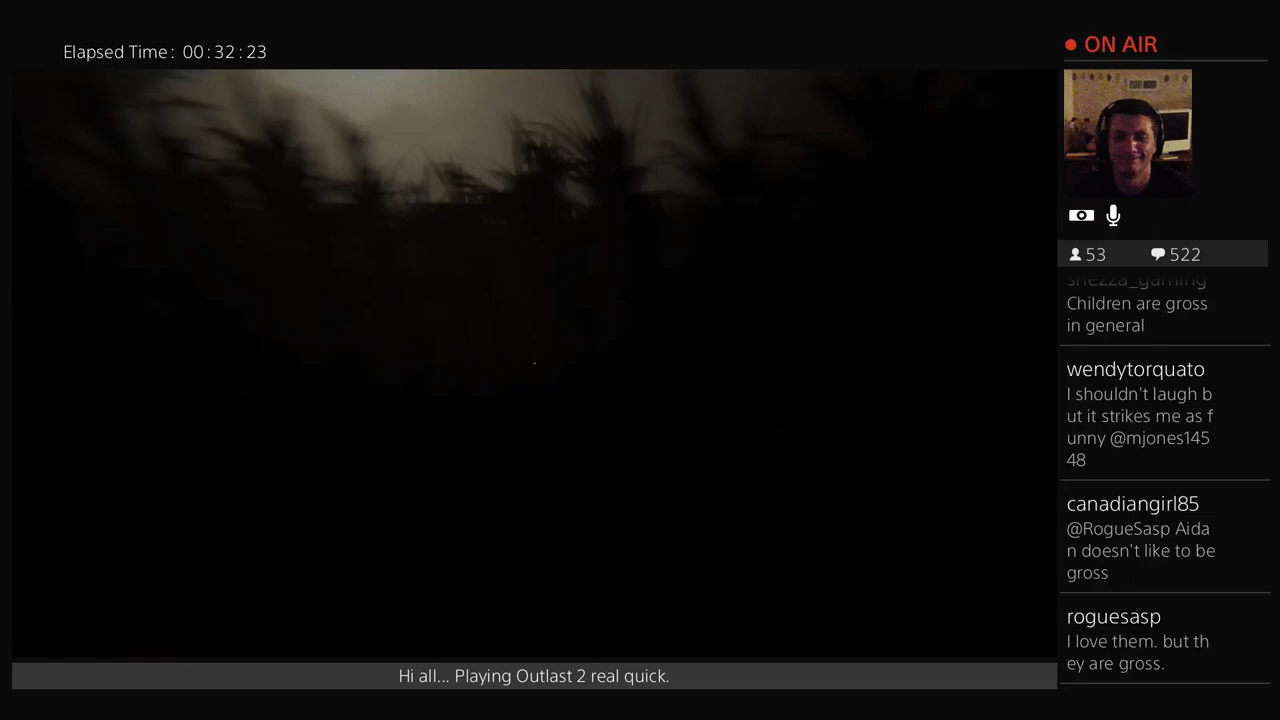 Elapsed Time: 00:32:23
ON AIR
53 522
shezza_gaming
Children are gross
in general
wendytorquato
I shouldn't laugh b
ut it strikes me as f
unny @mjones145
48
canadiangirl85
@RogueSasp Aida
n doesn't like to be
gross
roguesasp
I love them. but th
ey are gross.
Hi all... Playing Outlast 2 real quick.